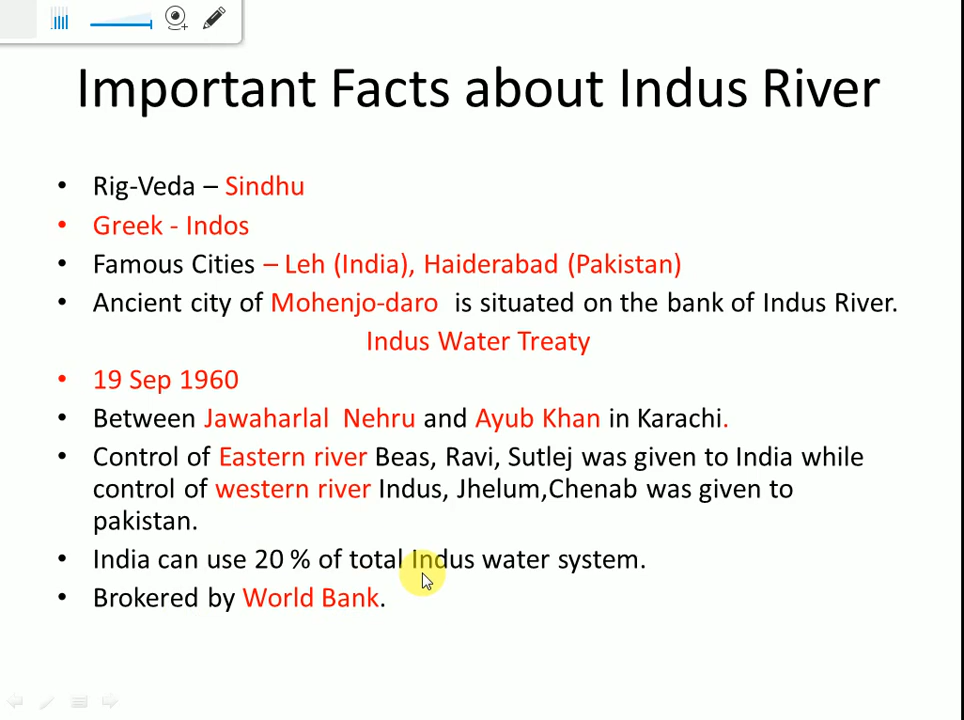 Important Facts about Indus River
• Rig-Veda – Sindhu
• Greek - Indos
• Famous Cities – Leh (India), Haiderabad (Pakistan)
• Ancient city of Mohenjo-daro is situated on the bank of Indus River.
Indus Water Treaty
• 19 Sep 1960
• Between Jawaharlal Nehru and Ayub Khan in Karachi.
• Control of Eastern river Beas, Ravi, Sutlej was given to India while
control of western river Indus, Jhelum,Chenab was given to
pakistan.
• India can use 20 % of total Indus water system.
• Brokered by World Bank.